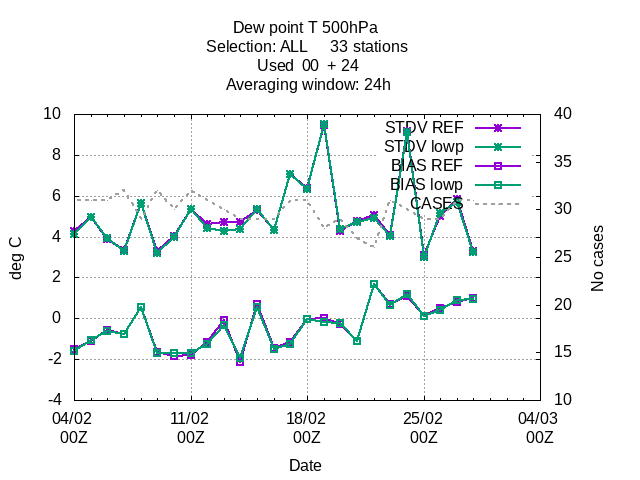 Dew point T 500hPa
Selection: ALL     33 stations
Used  00  + 24
Averaging window: 24h
10
8
6
4
2
0
-2
-4
deg C
40
35
30
25
20
15
10
No cases
STDV REF
STDV lowp
BIAS REF
BIAS lowp
CASES
04/02 11/02 18/02 25/02 04/03
00Z 00Z 00Z 00Z 00Z
Date